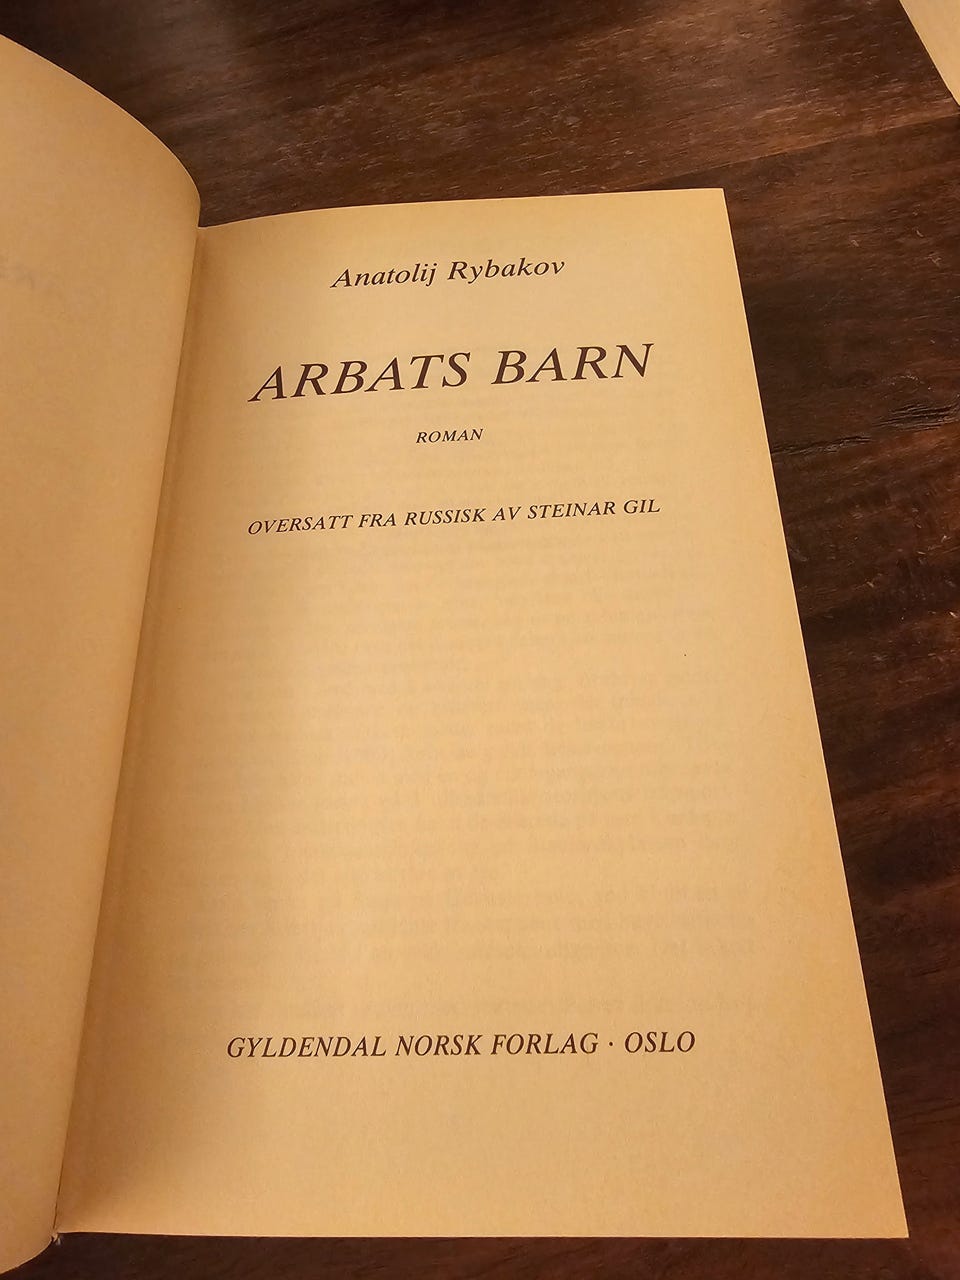 Anatolij Rybakov
ARBATS BARN
ROMAN
OVERSATT FRA RUSSISK AV STEINAR GIL
GYLDENDAL NORSK FORLAG · OSLO